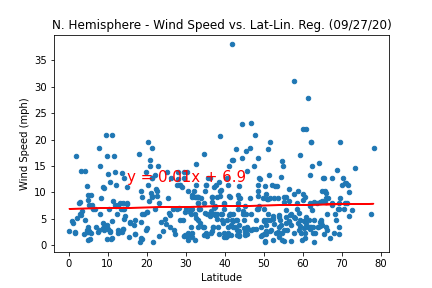 N. Hemisphere - Wind Speed vs. Lat-Lin. Reg. (09/27/20)
35
30
25
20
15
10
5
0
Wind Speed (mph)
y = 0.01x + 6.9
0 10 20 30 40 50 60 70 80
Latitude